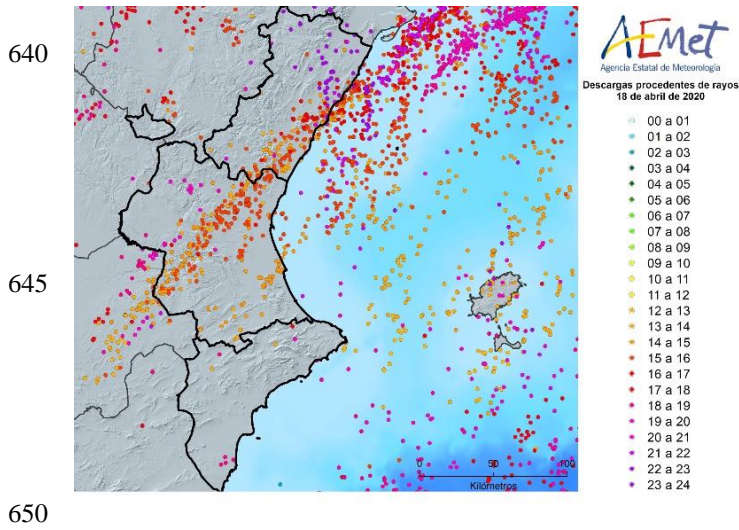 640
AEMet
Agencia Estatal de Meteorología
Descargas procedentes de rayos
18 de abril de 2020
00 a 01
01 a 02
02 a 03
03 a 04
04 a 05
05 a 06
06 a 07
07 a 08
08 a 09
09 a 10
10 a 11
11 a 12
12 a 13
13 a 14
14 a 15
15 a 16
16 a 17
17 a 18
18 a 19
19 a 20
20 a 21
21 a 22
22 a 23
23 a 24
645
0 50 100
Kilómetros
650